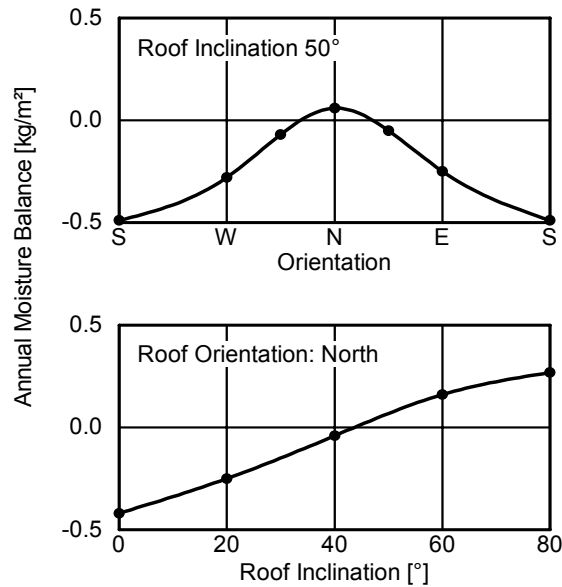 Annual Moisture Balance [kg/m²]
0.5
Roof Inclination 50°
0.0
-0.5
S W N E S
Orientation
0.5
Roof Orientation: North
0.0
-0.5
0 20 40 60 80
Roof Inclination [°]